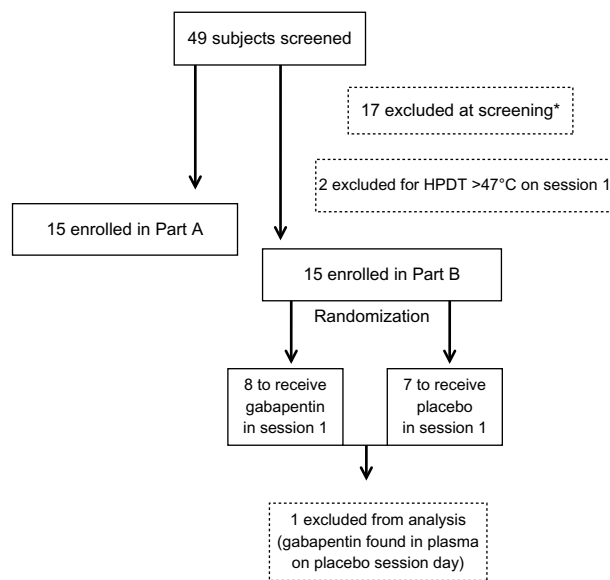 49 subjects screened
17 excluded at screening*
2 excluded for HPDT >47°C on session 1
15 enrolled in Part A
15 enrolled in Part B
Randomization
8 to receive
gabapentin
in session 1
7 to receive
placebo
in session 1
1 excluded from analysis
(gabapentin found in plasma
on placebo session day)